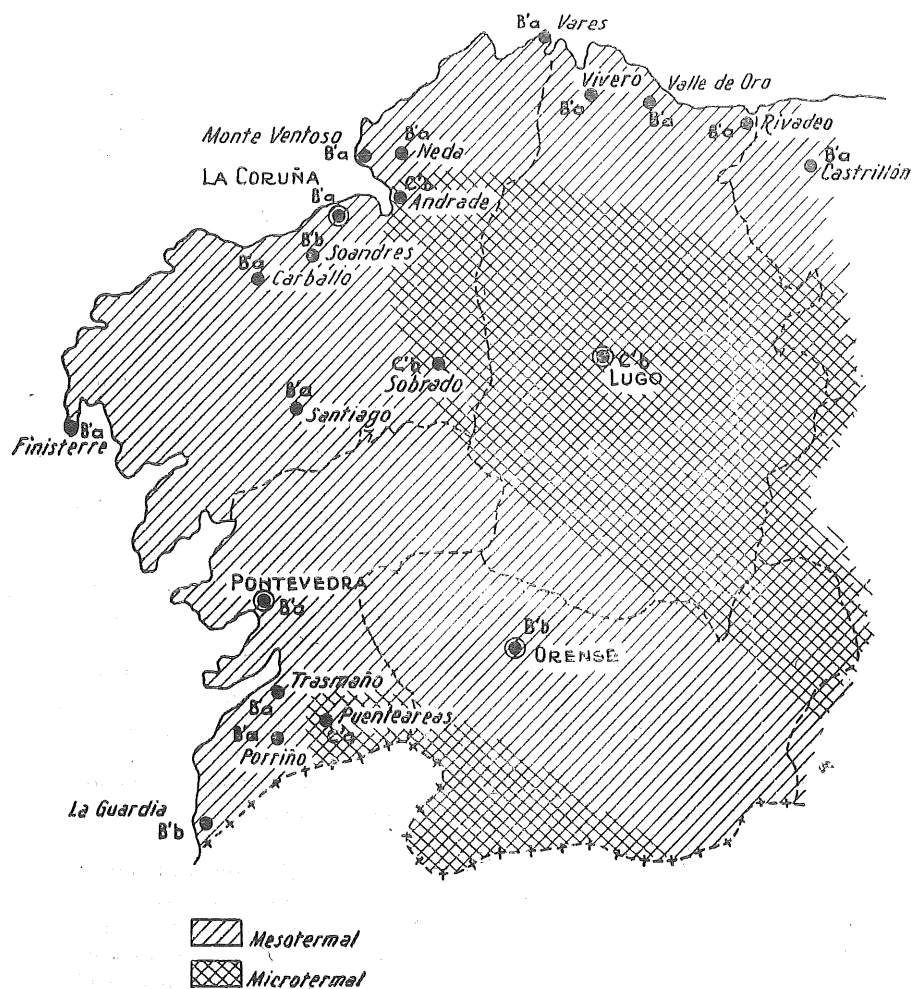 B'a Vares
Vivero
B'a
Valle de Oro
B'a
B'a Rivadeo
B'a
Castrillón
Monte Ventoso
B'a
B'a
Neda
LA CORUÑA
B'a
C'b
Andrade
B'b
Soandres
B'a
Carballo
C'b
Sobrado
C'b
LUGO
B'a
Santiago
B'a
Finisterre
PONTEVEDRA
B'a
B'b
ORENSE
Trasmaño
B'a
Puenteareas
C'a
B'a
Porriño
La Guardia
B'b
Mesotermal
Microtermal